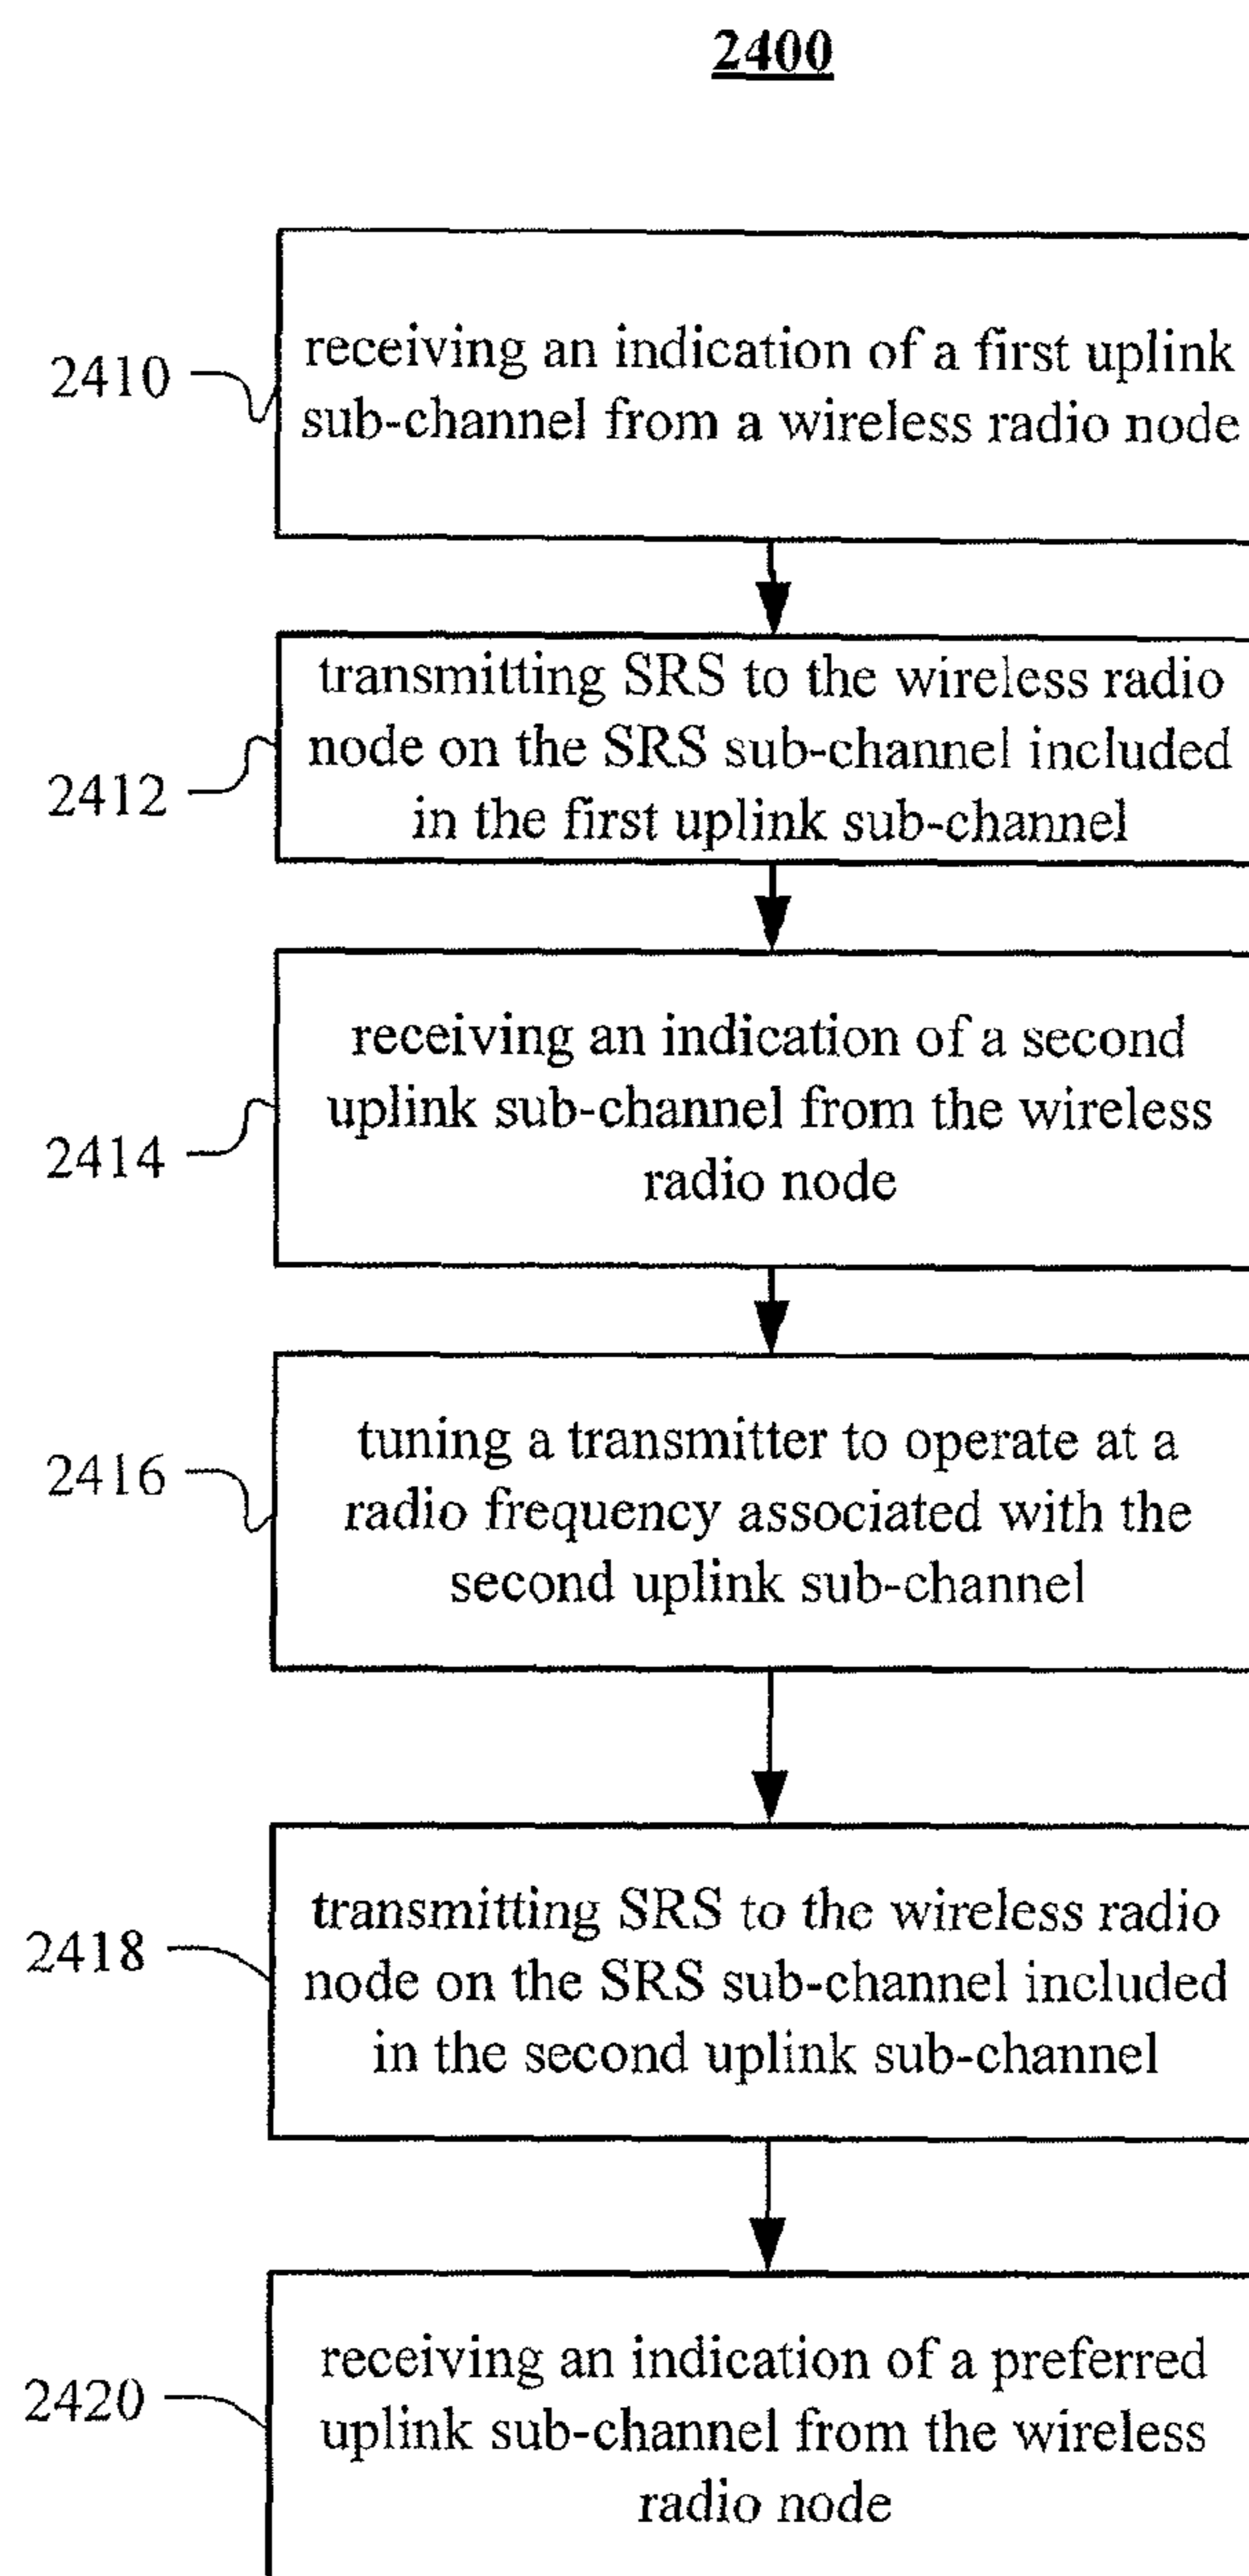 2400
2410
receiving an indication of a first uplink
sub-channel from a wireless radio node
2412
transmitting SRS to the wireless radio
node on the SRS sub-channel included
in the first uplink sub-channel
2414
receiving an indication of a second
uplink sub-channel from the wireless
radio node
2416
tuning a transmitter to operate at a
radio frequency associated with the
second uplink sub-channel
2418
transmitting SRS to the wireless radio
node on the SRS sub-channel included
in the second uplink sub-channel
2420
receiving an indication of a preferred
uplink sub-channel from the wireless
radio node